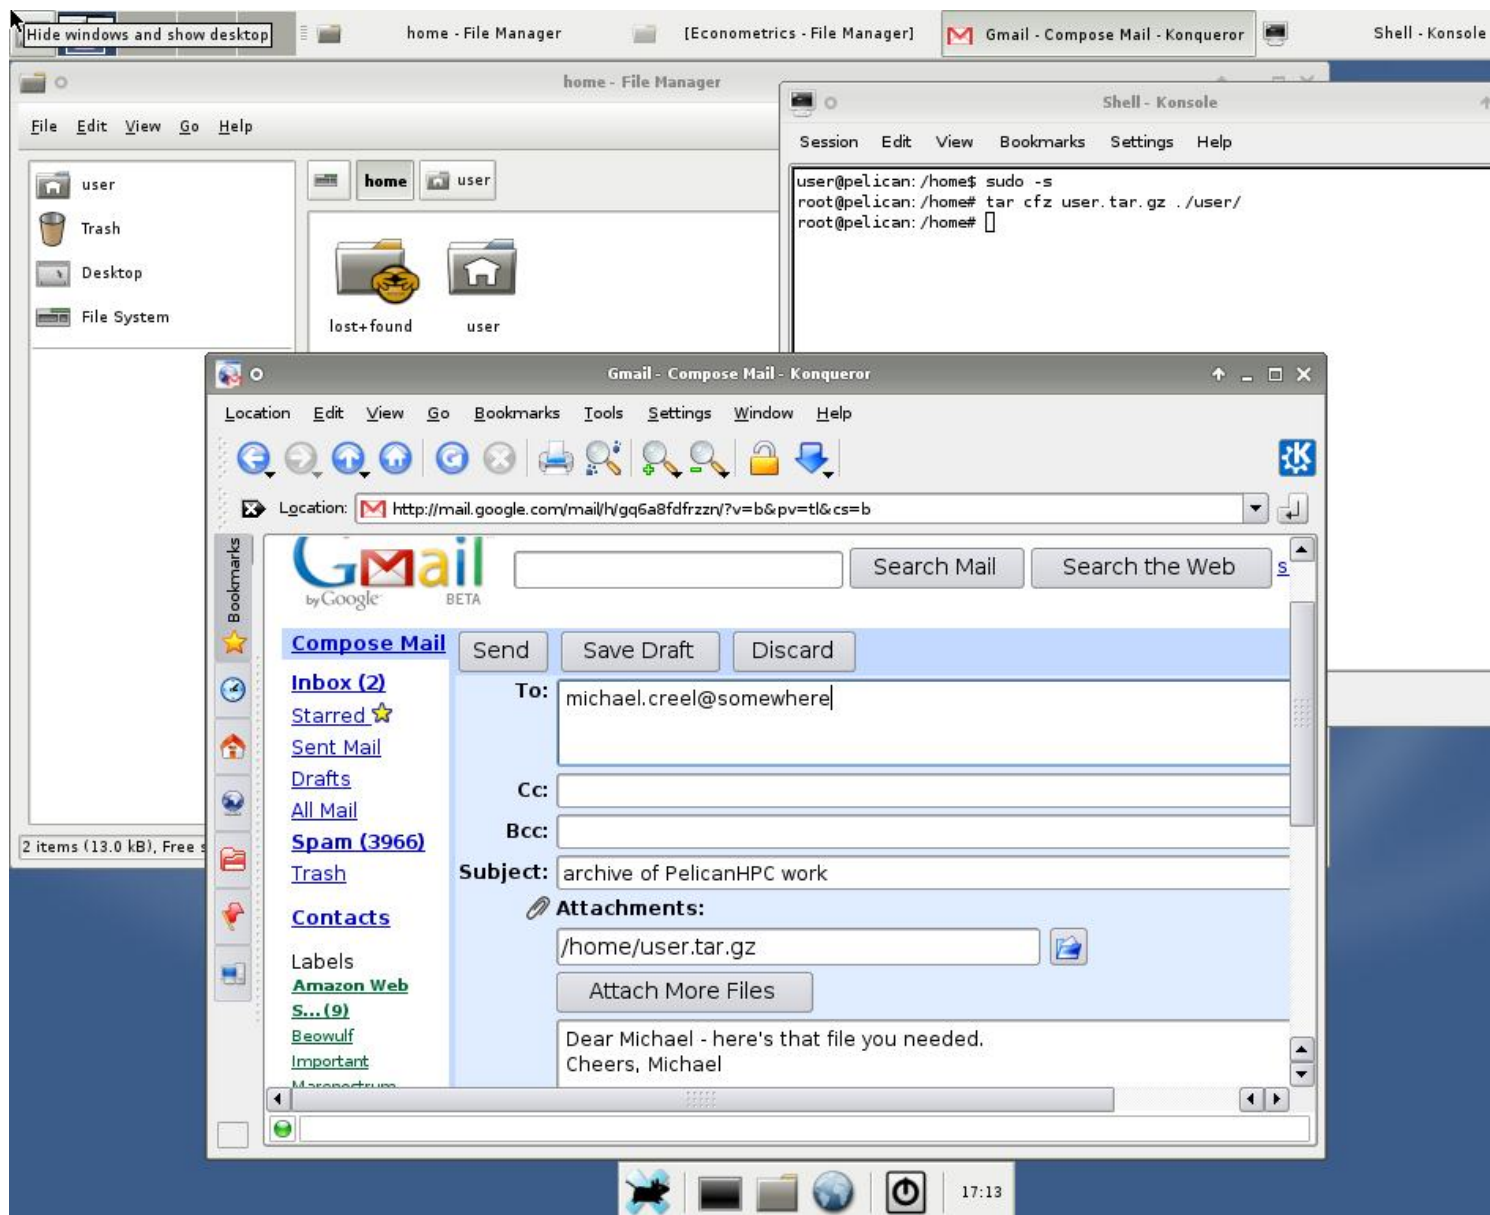 Hide windows and show desktop
home - File Manager
[Econometrics - File Manager]
Gmail - Compose Mail - Konqueror
Shell - Konsole
home - File Manager
File Edit View Go Help
user
Trash
Desktop
File System
home
user
lost+found
user
2 items (13.0 kB), Free
Shell - Konsole
Session Edit View Bookmarks Settings Help
user@pelican:/home$ sudo -s
root@pelican:/home# tar cfz user.tar.gz ./user/
root@pelican:/home#
Gmail - Compose Mail - Konqueror
Location Edit View Go Bookmarks Tools Settings Window Help
Location: http://mail.google.com/mail/h/gq6a8fdfrzzn/?v=b&pv=tl&cs=b
Bookmarks
Gmail
by Google BETA
Search Mail
Search the Web
s
Compose Mail
Inbox (2)
Starred
Sent Mail
Drafts
All Mail
Spam (3966)
Trash
Contacts
Labels
Amazon Web
S... (9)
Beowulf
Important
Send
Save Draft
Discard
To: michael.creel@somewhere
Cc:
Bcc:
Subject: archive of PelicanHPC work
Attachments:
/home/user.tar.gz
Attach More Files
Dear Michael - here's that file you needed.
Cheers, Michael
17:13